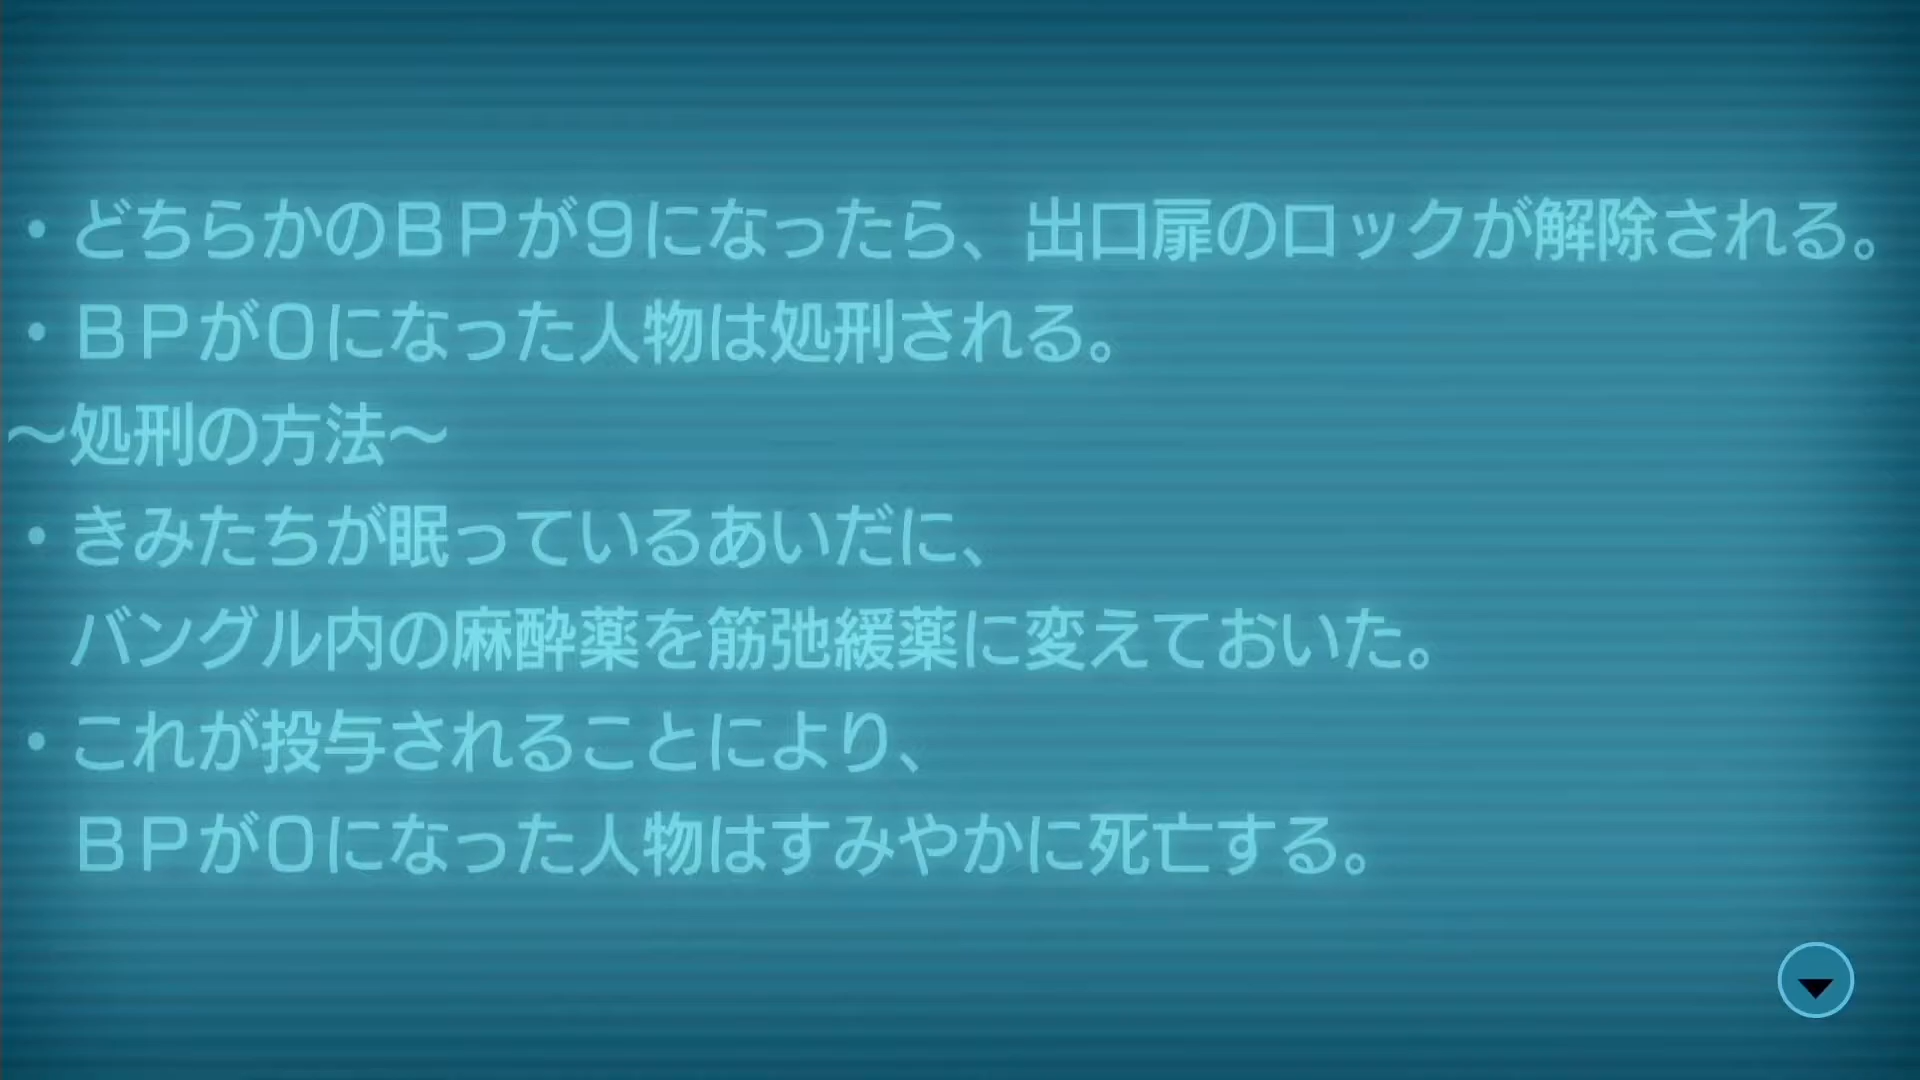 ・どちらかのＢＰが９になったら、出口扉のロックが解除される。
・ＢＰが０になった人物は処刑される。
～処刑の方法～
・きみたちが眠っているあいだに、
バングル内の麻酔薬を筋弛緩薬に変えておいた。
・これが投与されることにより、
ＢＰが０になった人物はすみやかに死亡する。